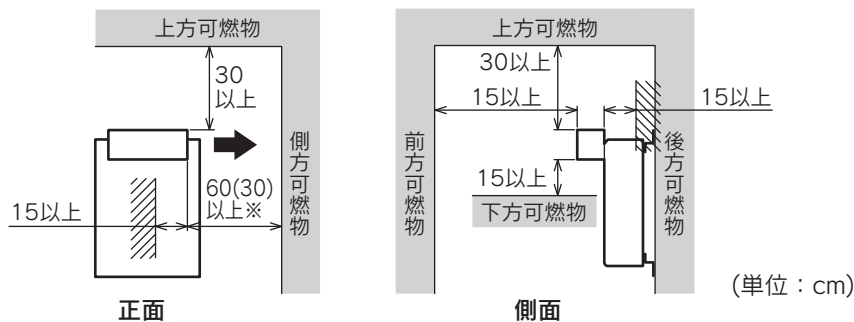 上方可燃物
30
以上
側方可燃物
60(30)
以上※
15以上
正面
上方可燃物
30以上
15以上
15以上
前方可燃物
後方可燃物
15以上
下方可燃物
側面
(単位：cm)